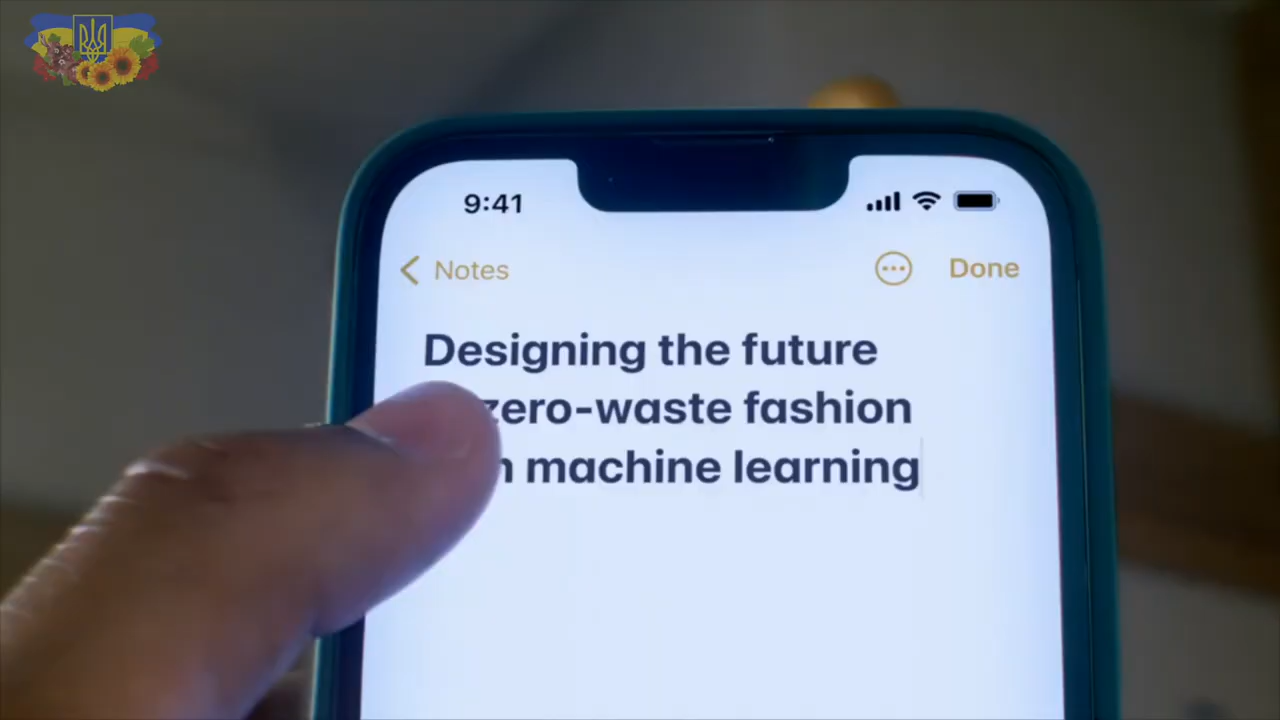 9:41
Notes
Done
Designing the future
zero-waste fashion
machine learning